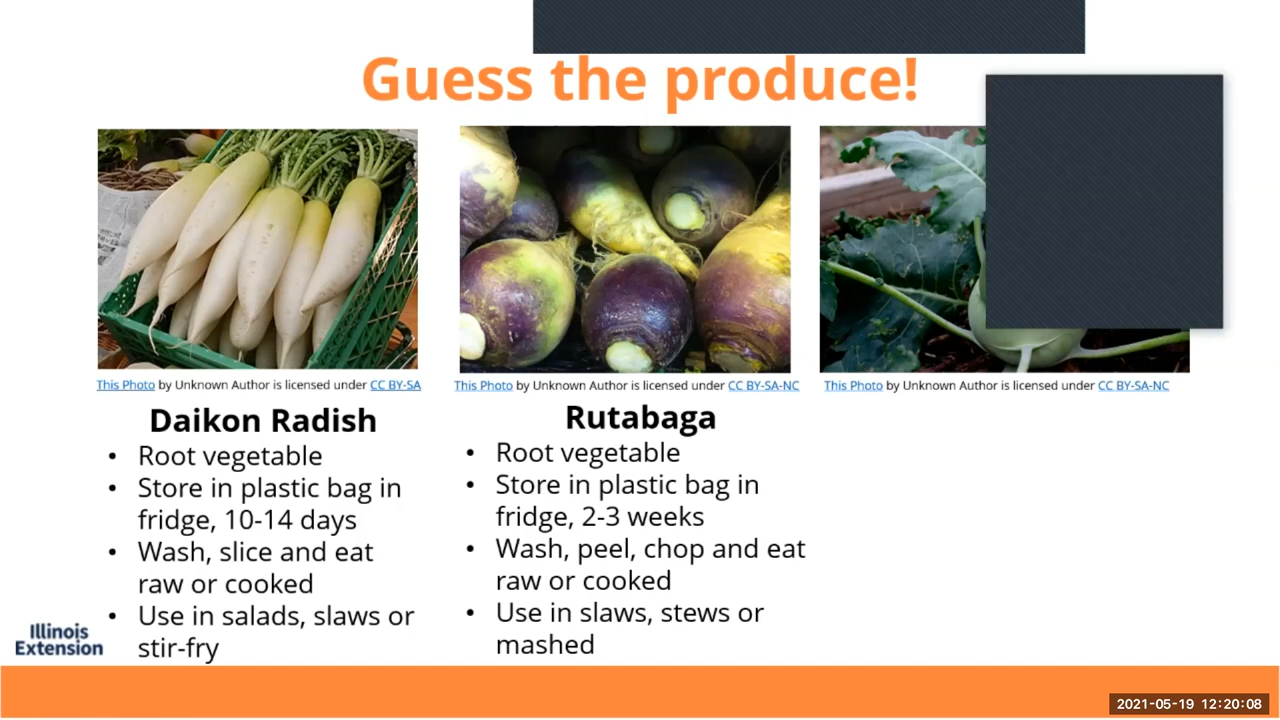 Guess the produce!
This Photo by Unknown Author is licensed under CC BY-SA
This Photo by Unknown Author is licensed under CC BY-SA-NC
This Photo by Unknown Author is licensed under CC BY-SA-NC
Daikon Radish
• Root vegetable
• Store in plastic bag in
fridge, 10-14 days
• Wash, slice and eat
raw or cooked
• Use in salads, slaws or
stir-fry
Rutabaga
• Root vegetable
• Store in plastic bag in
fridge, 2-3 weeks
• Wash, peel, chop and eat
raw or cooked
• Use in slaws, stews or
mashed
Illinois
Extension
2021-05-19 12:20:08